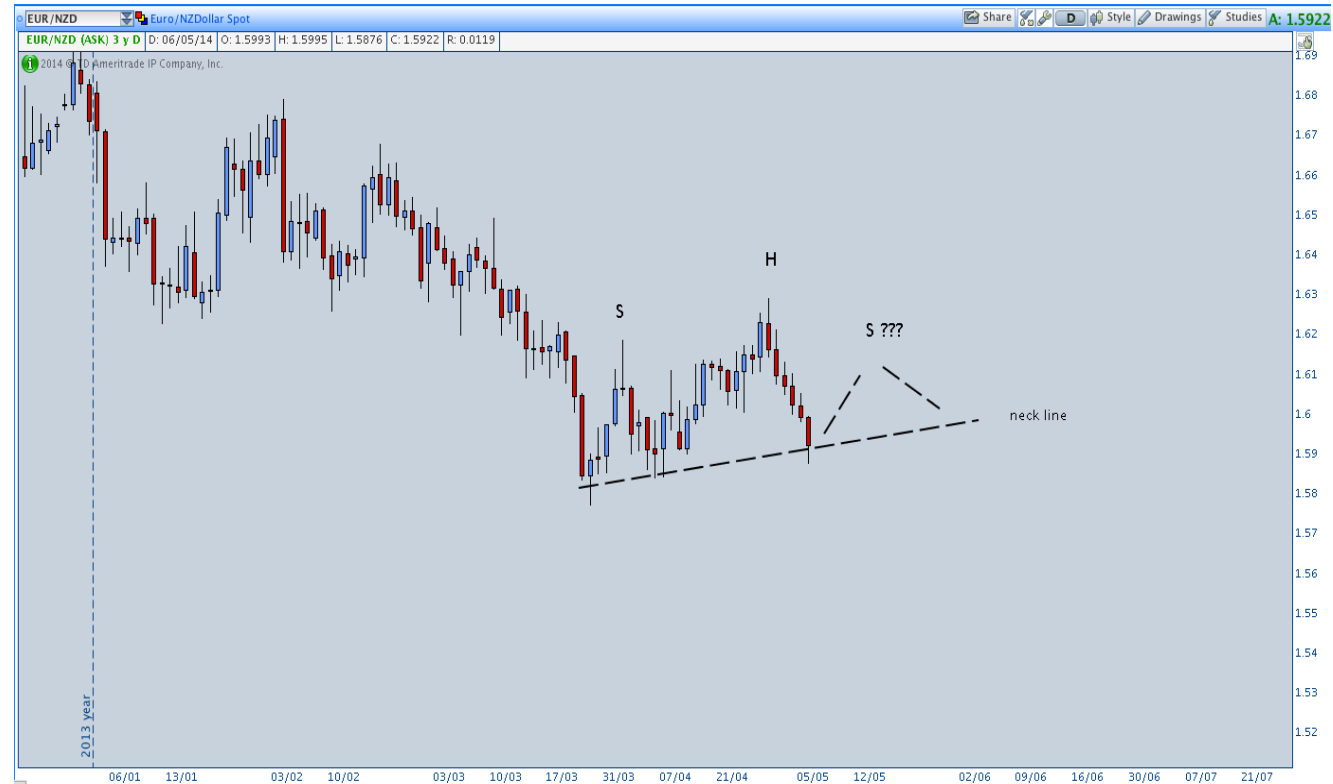 EUR/NZD Euro/NZDollar Spot Share D Style Drawings Studies A: 1.5922
EUR/NZD (ASK) 3 y D D: 06/05/14 O: 1.5993 H: 1.5995 L: 1.5876 C: 1.5922 R: 0.0119
2014 © TD Ameritrade IP Company, Inc.
1.69
1.68
1.67
1.66
1.65
1.64
H
1.63
S
1.62
S ???
1.61
1.6
neck line
1.59
1.58
1.57
1.56
1.55
1.54
1.53
1.52
2013 year
06/01 13/01 03/02 10/02 03/03 10/03 17/03 31/03 07/04 21/04 05/05 12/05 02/06 09/06 16/06 30/06 07/07 21/07